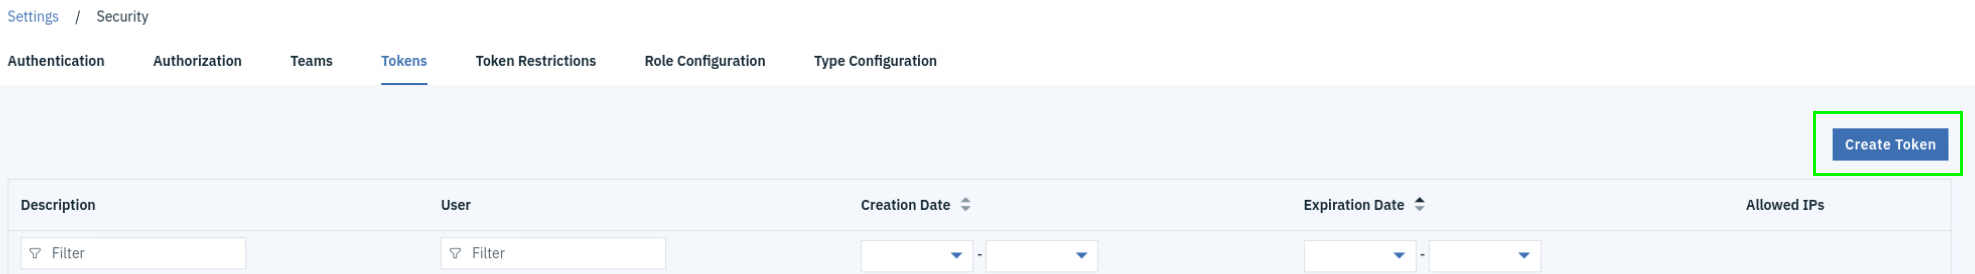 Settings / Security
Authentication Authorization Teams Tokens Token Restrictions Role Configuration Type Configuration
Create Token
Description User Creation Date Expiration Date Allowed IPs
Filter Filter - -